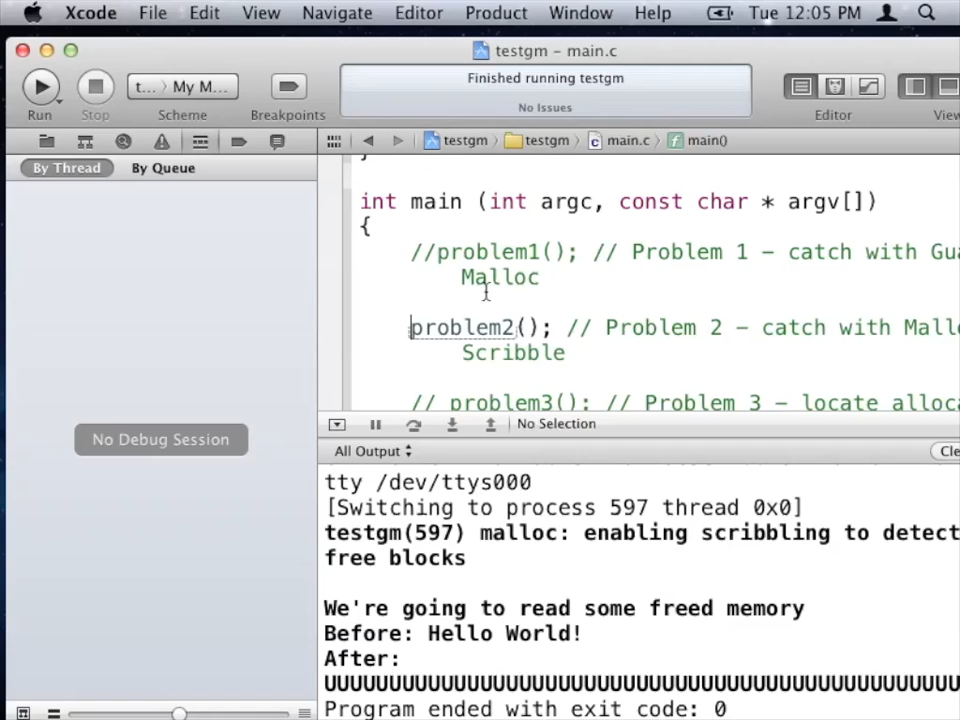 Xcode File Edit View Navigate Editor Product Window Help Tue 12:05 PM
testgm – main.c
t... My M...
Finished running testgm
No Issues
Run Stop Scheme Breakpoints Editor View
testgm testgm main.c main()
By Thread By Queue
int main (int argc, const char * argv[])
{
//problem1(); // Problem 1 – catch with Gua
Malloc
problem2(); // Problem 2 – catch with Mallo
Scribble
// problem3(): // Problem 3 – locate alloca
No Selection
No Debug Session
All Output Cle
tty /dev/ttys000
[Switching to process 597 thread 0x0]
testgm(597) malloc: enabling scribbling to detect
free blocks
We're going to read some freed memory
Before: Hello World!
After:
UUUUUUUUUUUUUUUUUUUUUUUUUUUUUUUUUUUUUUUUUUUUUUUUU
Program ended with exit code: 0